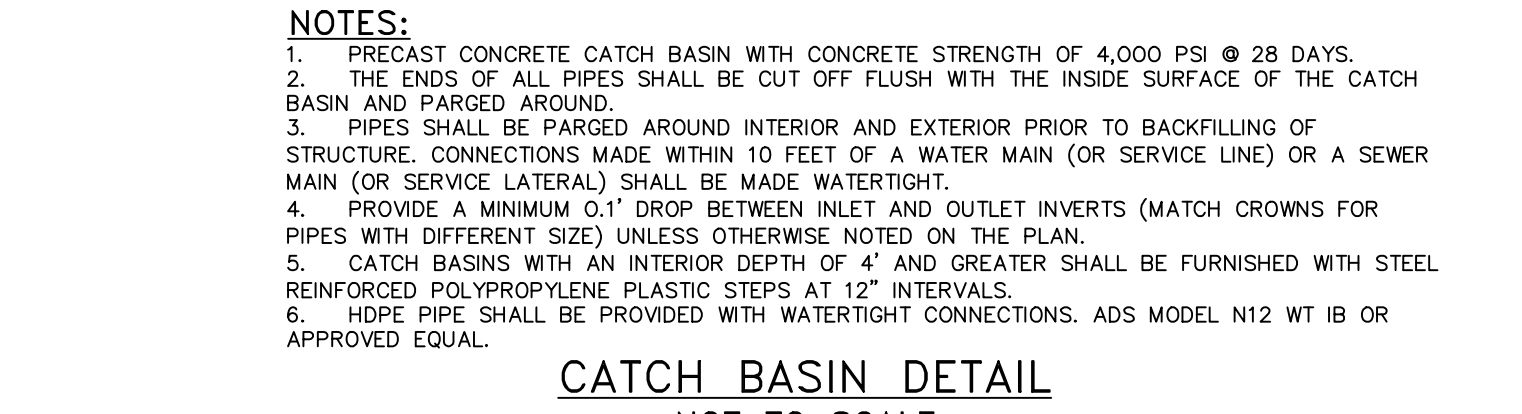 NOTES:
1. PRECAST CONCRETE CATCH BASIN WITH CONCRETE STRENGTH OF 4,000 PSI @ 28 DAYS.
2. THE ENDS OF ALL PIPES SHALL BE CUT OFF FLUSH WITH THE INSIDE SURFACE OF THE CATCH
BASIN AND PARGED AROUND.
3. PIPES SHALL BE PARGED AROUND INTERIOR AND EXTERIOR PRIOR TO BACKFILLING OF
STRUCTURE. CONNECTIONS MADE WITHIN 10 FEET OF A WATER MAIN (OR SERVICE LINE) OR A SEWER
MAIN (OR SERVICE LATERAL) SHALL BE MADE WATERTIGHT.
4. PROVIDE A MINIMUM 0.1' DROP BETWEEN INLET AND OUTLET INVERTS (MATCH CROWNS FOR
PIPES WITH DIFFERENT SIZE) UNLESS OTHERWISE NOTED ON THE PLAN.
5. CATCH BASINS WITH AN INTERIOR DEPTH OF 4' AND GREATER SHALL BE FURNISHED WITH STEEL
REINFORCED POLYPROPYLENE PLASTIC STEPS AT 12" INTERVALS.
6. HDPE PIPE SHALL BE PROVIDED WITH WATERTIGHT CONNECTIONS. ADS MODEL N12 WT IB OR
APPROVED EQUAL.
CATCH BASIN DETAIL
NOT TO SCALE